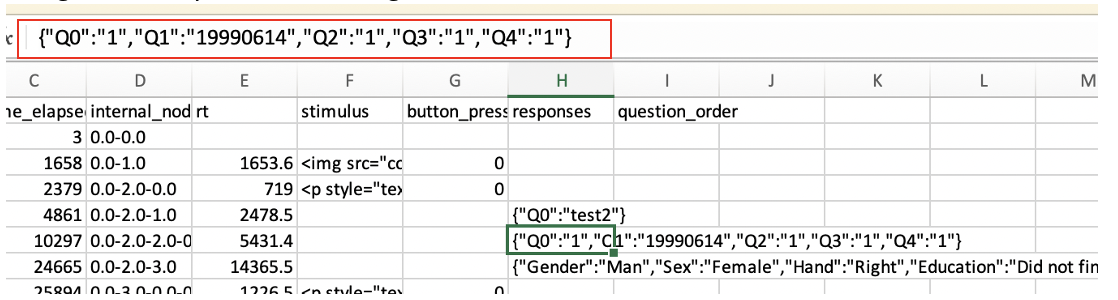 {"Q0":"1","Q1":"19990614","Q2":"1","Q3":"1","Q4":"1"}
C D E F G H I J K L M
internal_nod rt stimulus button_press responses question_order
3 0.0-0.0
1658 0.0-1.0 1653.6 <img src="cc 0
2379 0.0-2.0-0.0 719 <p style="tex 0
4861 0.0-2.0-1.0 2478.5 {"Q0":"test2"}
10297 0.0-2.0-2.0-0 5431.4 {"Q0":"1","Q1":"19990614","Q2":"1","Q3":"1","Q4":"1"}
24665 0.0-2.0-3.0 14365.5 {"Gender":"Man","Sex":"Female","Hand":"Right","Education":"Did not fin
25894 0.0-3.0-0.0-0 1226.5 <p style="tex 0